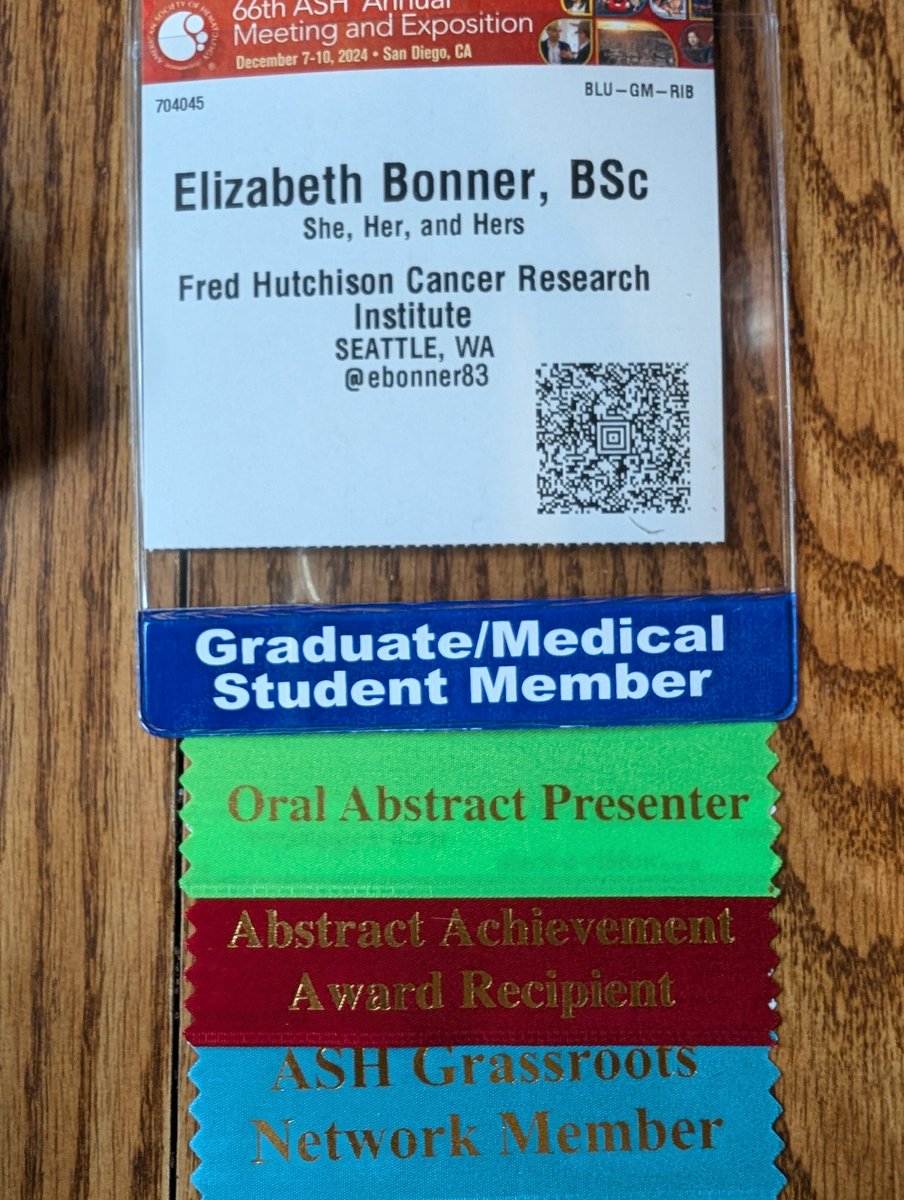 66th ASH Annual
Meeting and Exposition
December 7-10, 2024 • San Diego, CA
704045
BLU-GM-RIB
Elizabeth Bonner, BSc
She, Her, and Hers
Fred Hutchison Cancer Research
Institute
SEATTLE, WA
@ebonner83
Graduate/Medical
Student Member
Oral Abstract Presenter
Abstract Achievement
Award Recipient
ASH Grassroots
Network Member